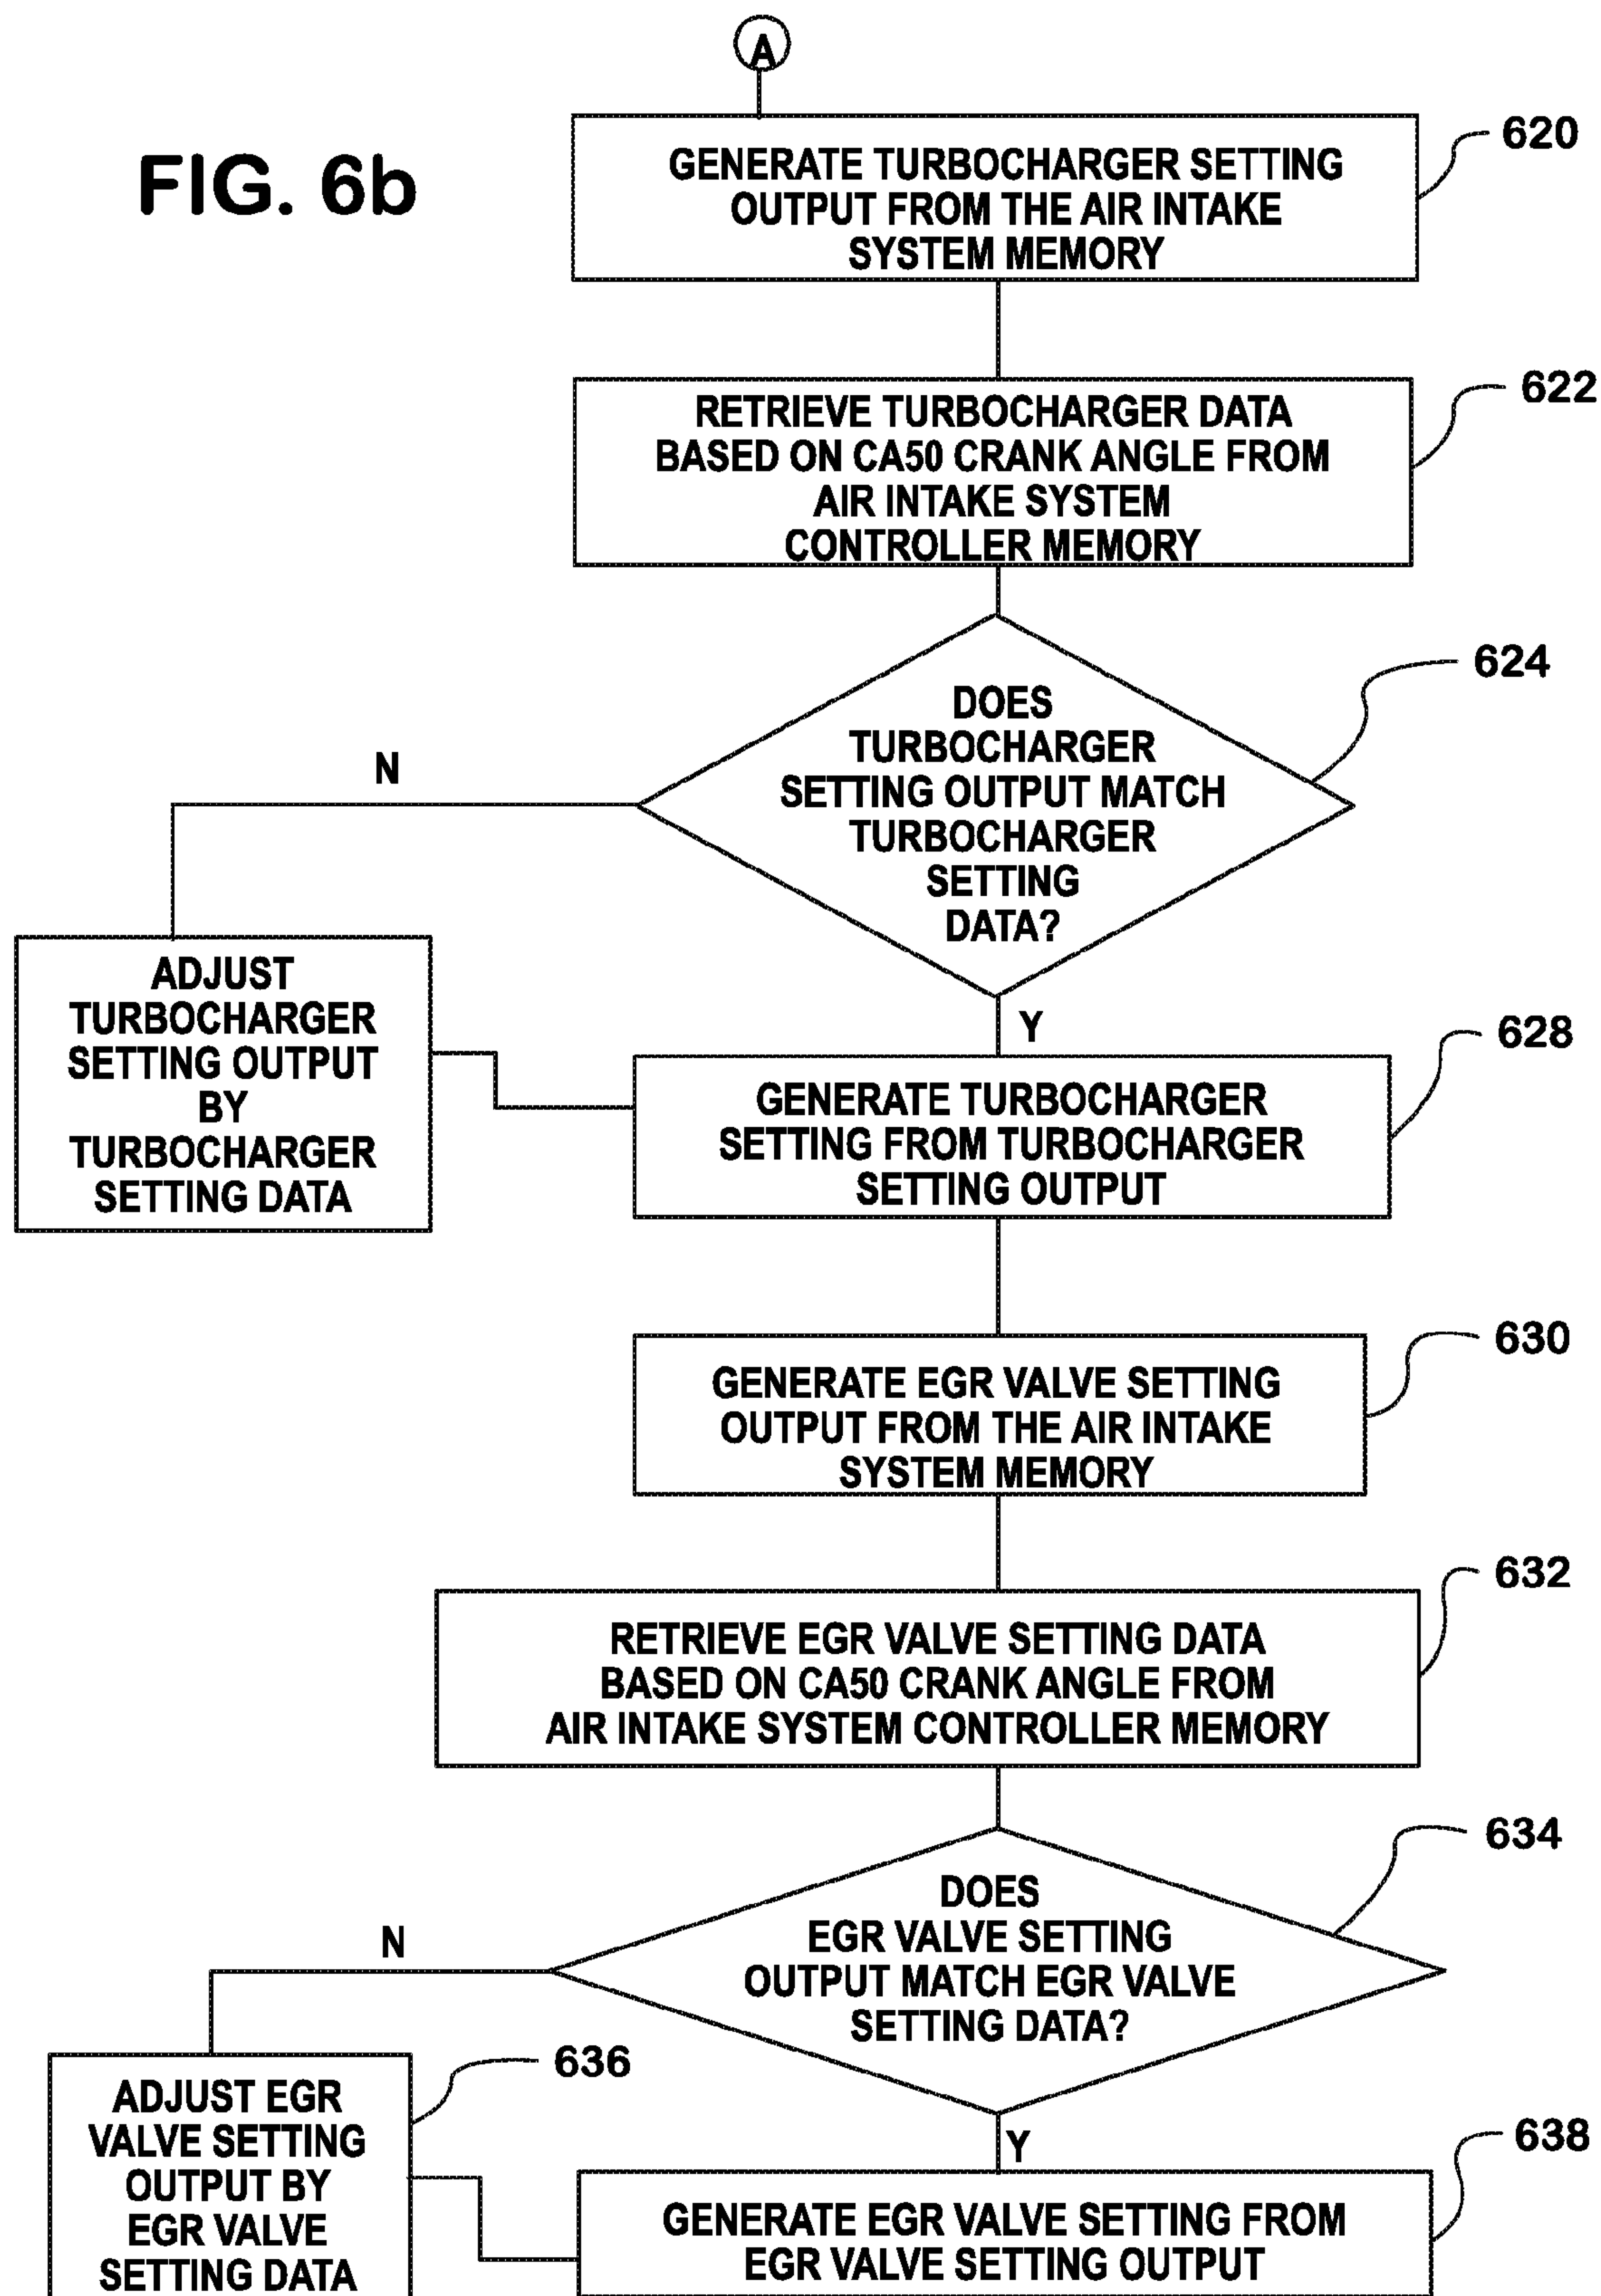 A
FIG. 6b
GENERATE TURBOCHARGER SETTING
OUTPUT FROM THE AIR INTAKE
SYSTEM MEMORY
620
RETRIEVE TURBOCHARGER DATA
BASED ON CA50 CRANK ANGLE FROM
AIR INTAKE SYSTEM
CONTROLLER MEMORY
622
DOES
TURBOCHARGER
SETTING OUTPUT MATCH
TURBOCHARGER
SETTING
DATA?
624
N
Y
ADJUST
TURBOCHARGER
SETTING OUTPUT
BY
TURBOCHARGER
SETTING DATA
GENERATE TURBOCHARGER
SETTING FROM TURBOCHARGER
SETTING OUTPUT
628
GENERATE EGR VALVE SETTING
OUTPUT FROM THE AIR INTAKE
SYSTEM MEMORY
630
RETRIEVE EGR VALVE SETTING DATA
BASED ON CA50 CRANK ANGLE FROM
AIR INTAKE SYSTEM CONTROLLER MEMORY
632
DOES
EGR VALVE SETTING
OUTPUT MATCH EGR VALVE
SETTING DATA?
634
N
Y
ADJUST EGR
VALVE SETTING
OUTPUT BY
EGR VALVE
SETTING DATA
636
GENERATE EGR VALVE SETTING FROM
EGR VALVE SETTING OUTPUT
638